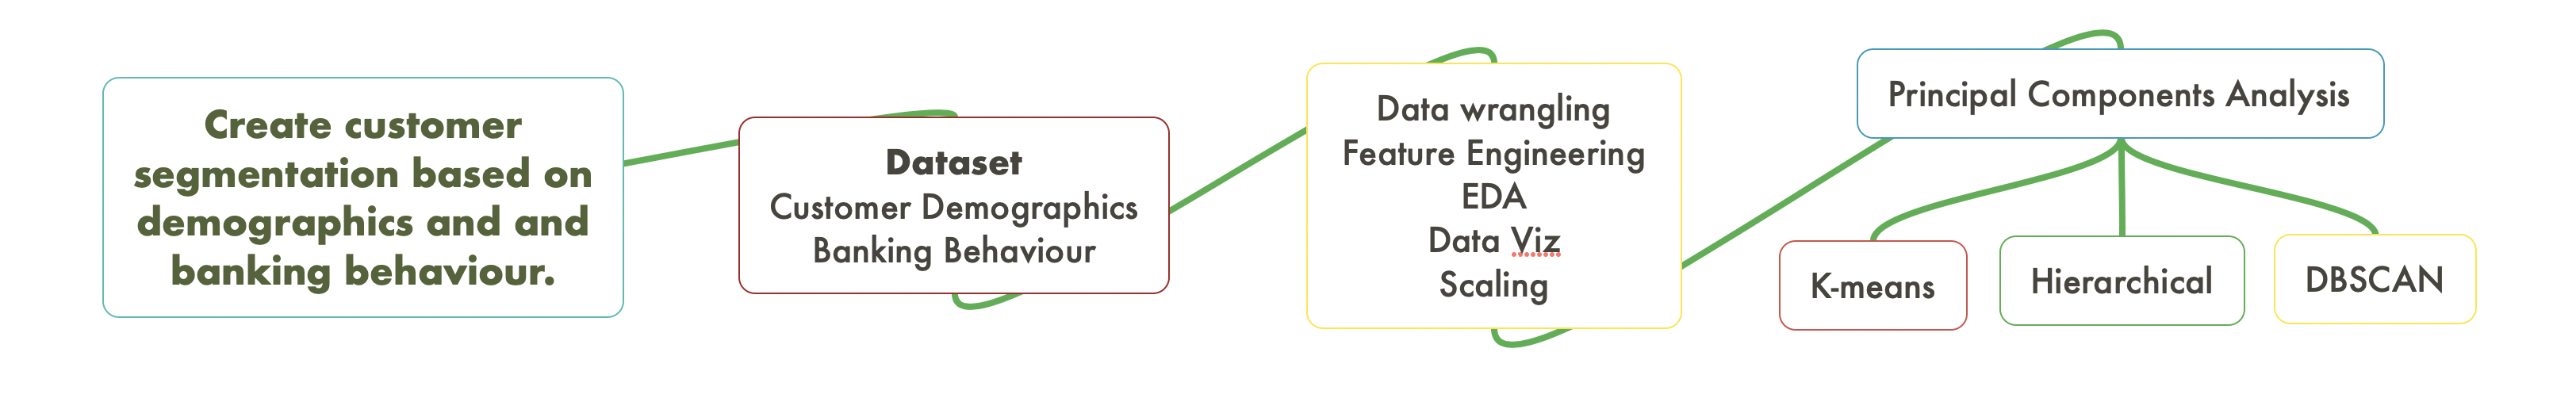 Create customer
segmentation based on
demographics and and
banking behaviour.
Dataset
Customer Demographics
Banking Behaviour
Data wrangling
Feature Engineering
EDA
Data Viz
Scaling
Principal Components Analysis
K-means
Hierarchical
DBSCAN